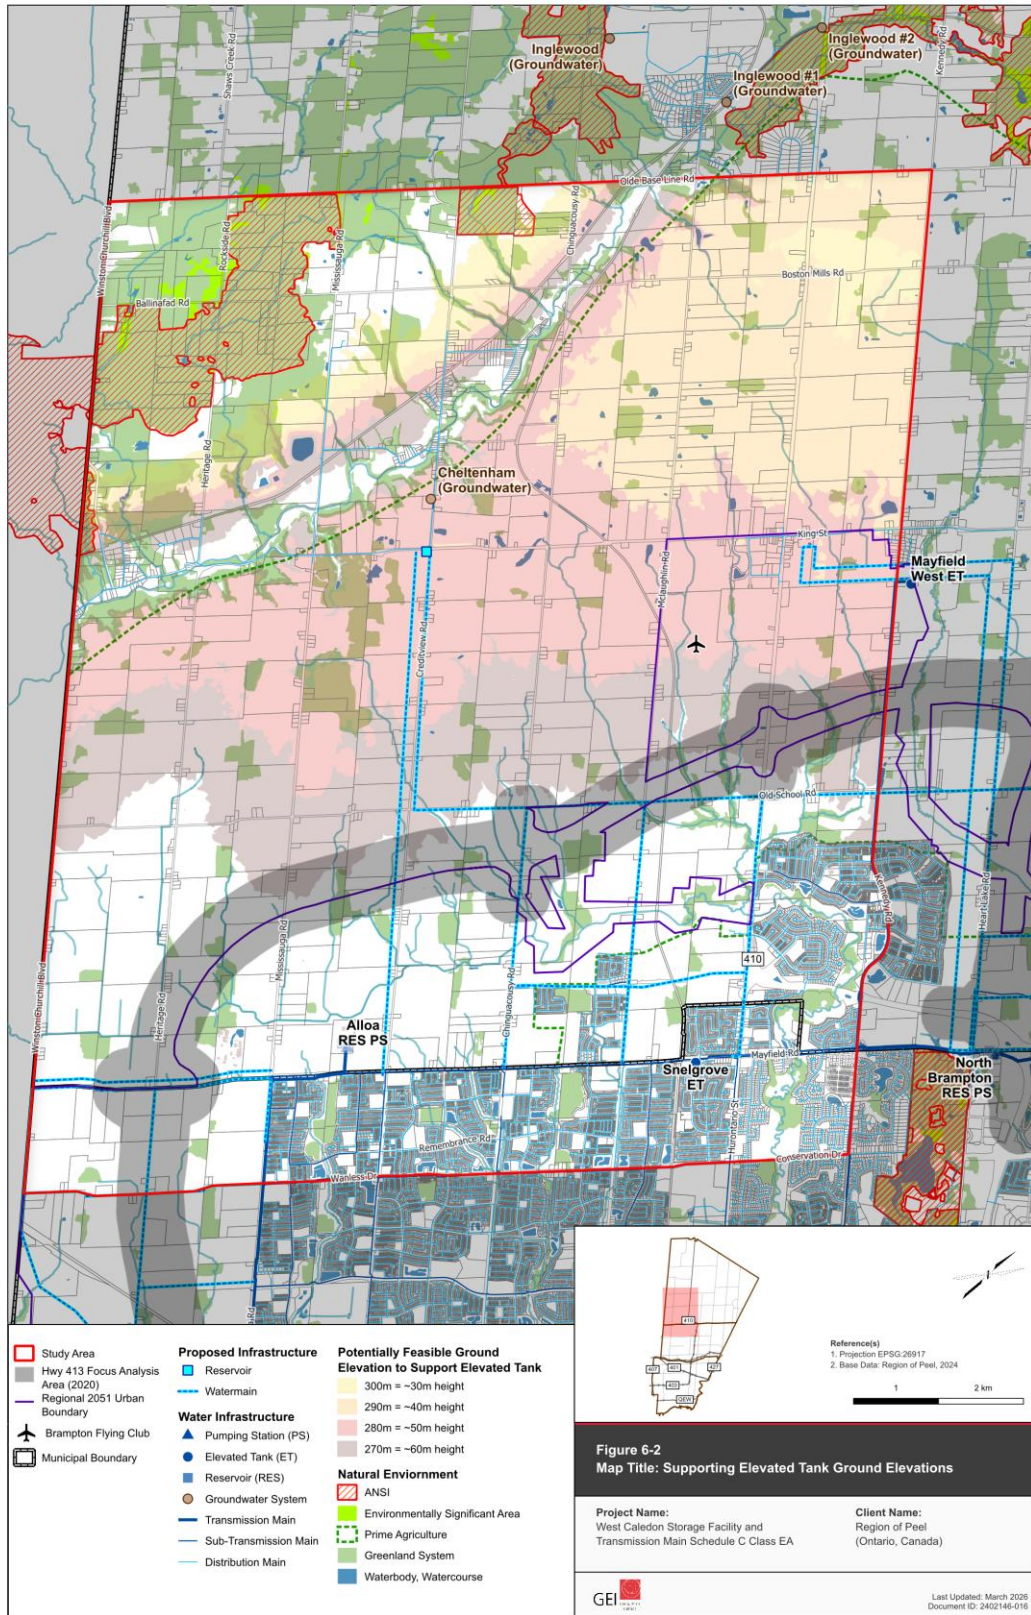 Inglewood
(Groundwater)
Inglewood #2
(Groundwater)
Inglewood #1
(Groundwater)
Kennedy Rd
Shaws Creek Rd
Olde Base Line Rd
Winston Churchill Blvd
Rockside Rd
Mississauga Rd
Chinguacousy Rd
Boston Mills Rd
Ballinafad Rd
Heritage Rd
Cheltenham
(Groundwater)
King St
Mclaughlin Rd
Mayfield
West ET
Creditview Rd
Old School Rd
Kennedy Rd
Heart Lake Rd
Mississauga Rd
410
Chinguacousy Rd
Heritage Rd
Winston Churchill Blvd
Alloa
RES PS
Mayfield Rd
Snelgrove
ET
North
Brampton
RES PS
Hurontario St
Remembrance Rd
Conservation Dr
Wanless Dr
Study Area
Hwy 413 Focus Analysis
Area (2020)
Regional 2051 Urban
Boundary
Brampton Flying Club
Municipal Boundary
Proposed Infrastructure
Reservoir
Watermain
Water Infrastructure
Pumping Station (PS)
Elevated Tank (ET)
Reservoir (RES)
Groundwater System
Transmission Main
Sub-Transmission Main
Distribution Main
Potentially Feasible Ground
Elevation to Support Elevated Tank
300m = ~30m height
290m = ~40m height
280m = ~50m height
270m = ~60m height
Natural Enviornment
ANSI
Environmentally Significant Area
Prime Agriculture
Greenland System
Waterbody, Watercourse
410
407
401
427
403
QEW
Reference(s)
1. Projection EPSG:26917
2. Base Data: Region of Peel, 2024
1 2 km
Figure 6-2
Map Title: Supporting Elevated Tank Ground Elevations
Project Name:
West Caledon Storage Facility and
Transmission Main Schedule C Class EA
Client Name:
Region of Peel
(Ontario, Canada)
GEI
Last Updated: March 2026
Document ID: 2402146-016